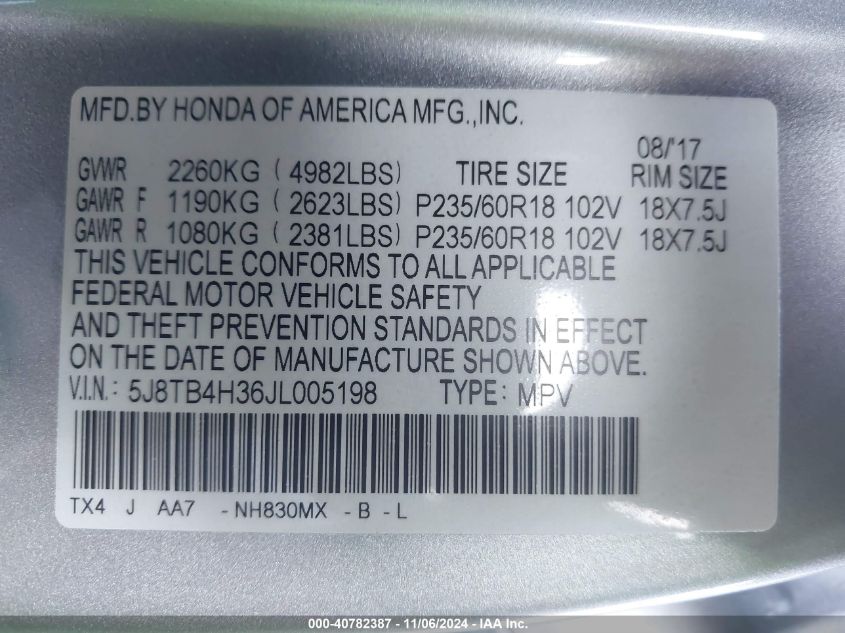 MFD.BY HONDA OF AMERICA MFG.,INC.
08/'17
GVWR 2260KG ( 4982LBS) TIRE SIZE RIM SIZE
GAWR F 1190KG ( 2623LBS) P235/60R18 102V 18X7.5J
GAWR R 1080KG ( 2381LBS) P235/60R18 102V 18X7.5J
THIS VEHICLE CONFORMS TO ALL APPLICABLE
FEDERAL MOTOR VEHICLE SAFETY
AND THEFT PREVENTION STANDARDS IN EFFECT
ON THE DATE OF MANUFACTURE SHOWN ABOVE.
V.I.N.: 5J8TB4H36JL005198 TYPE: MPV
TX4 J AA7 - NH830MX - B - L
000-40782387 - 11/06/2024 - IAA Inc.